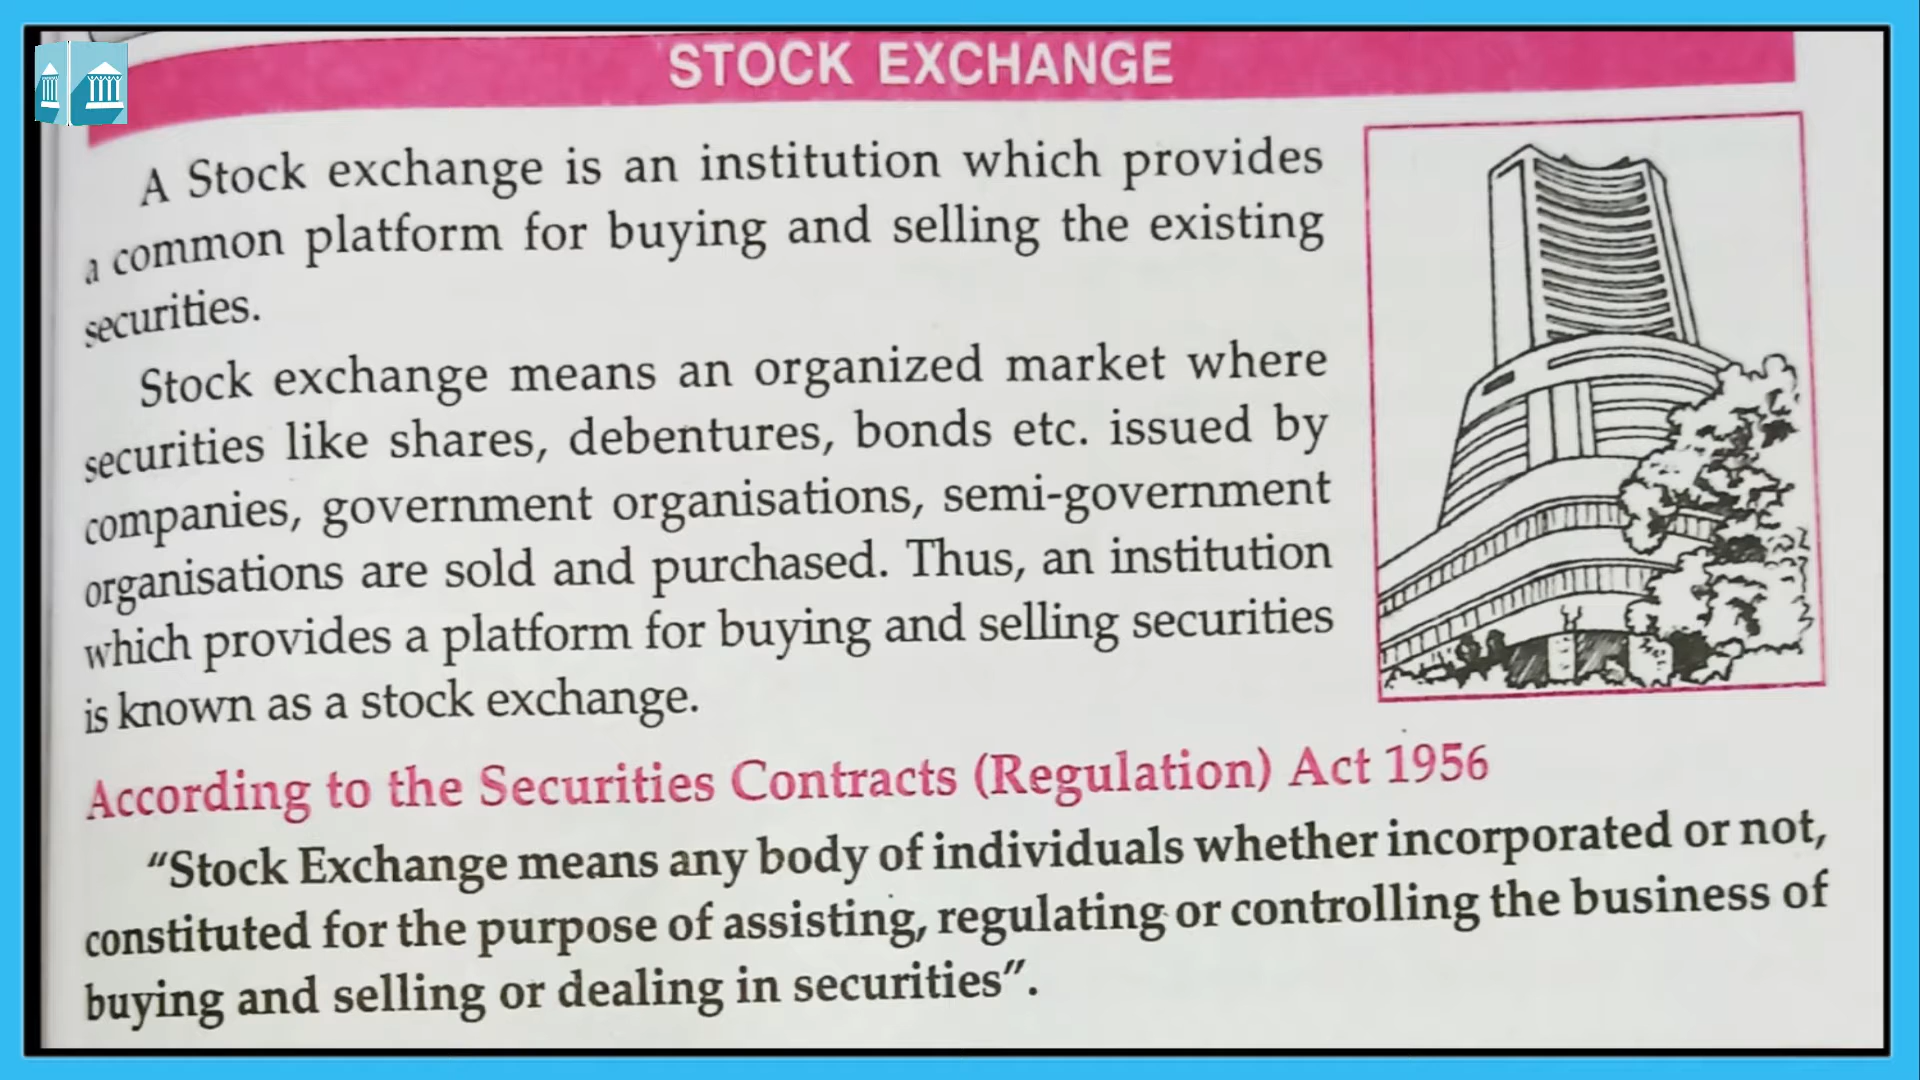 STOCK EXCHANGE
A Stock exchange is an institution which provides
a common platform for buying and selling the existing
securities.
Stock exchange means an organized market where
securities like shares, debentures, bonds etc. issued by
companies, government organisations, semi-government
organisations are sold and purchased. Thus, an institution
which provides a platform for buying and selling securities
is known as a stock exchange.
According to the Securities Contracts (Regulation) Act 1956
“Stock Exchange means any body of individuals whether incorporated or not,
constituted for the purpose of assisting, regulating or controlling the business of
buying and selling or dealing in securities”.